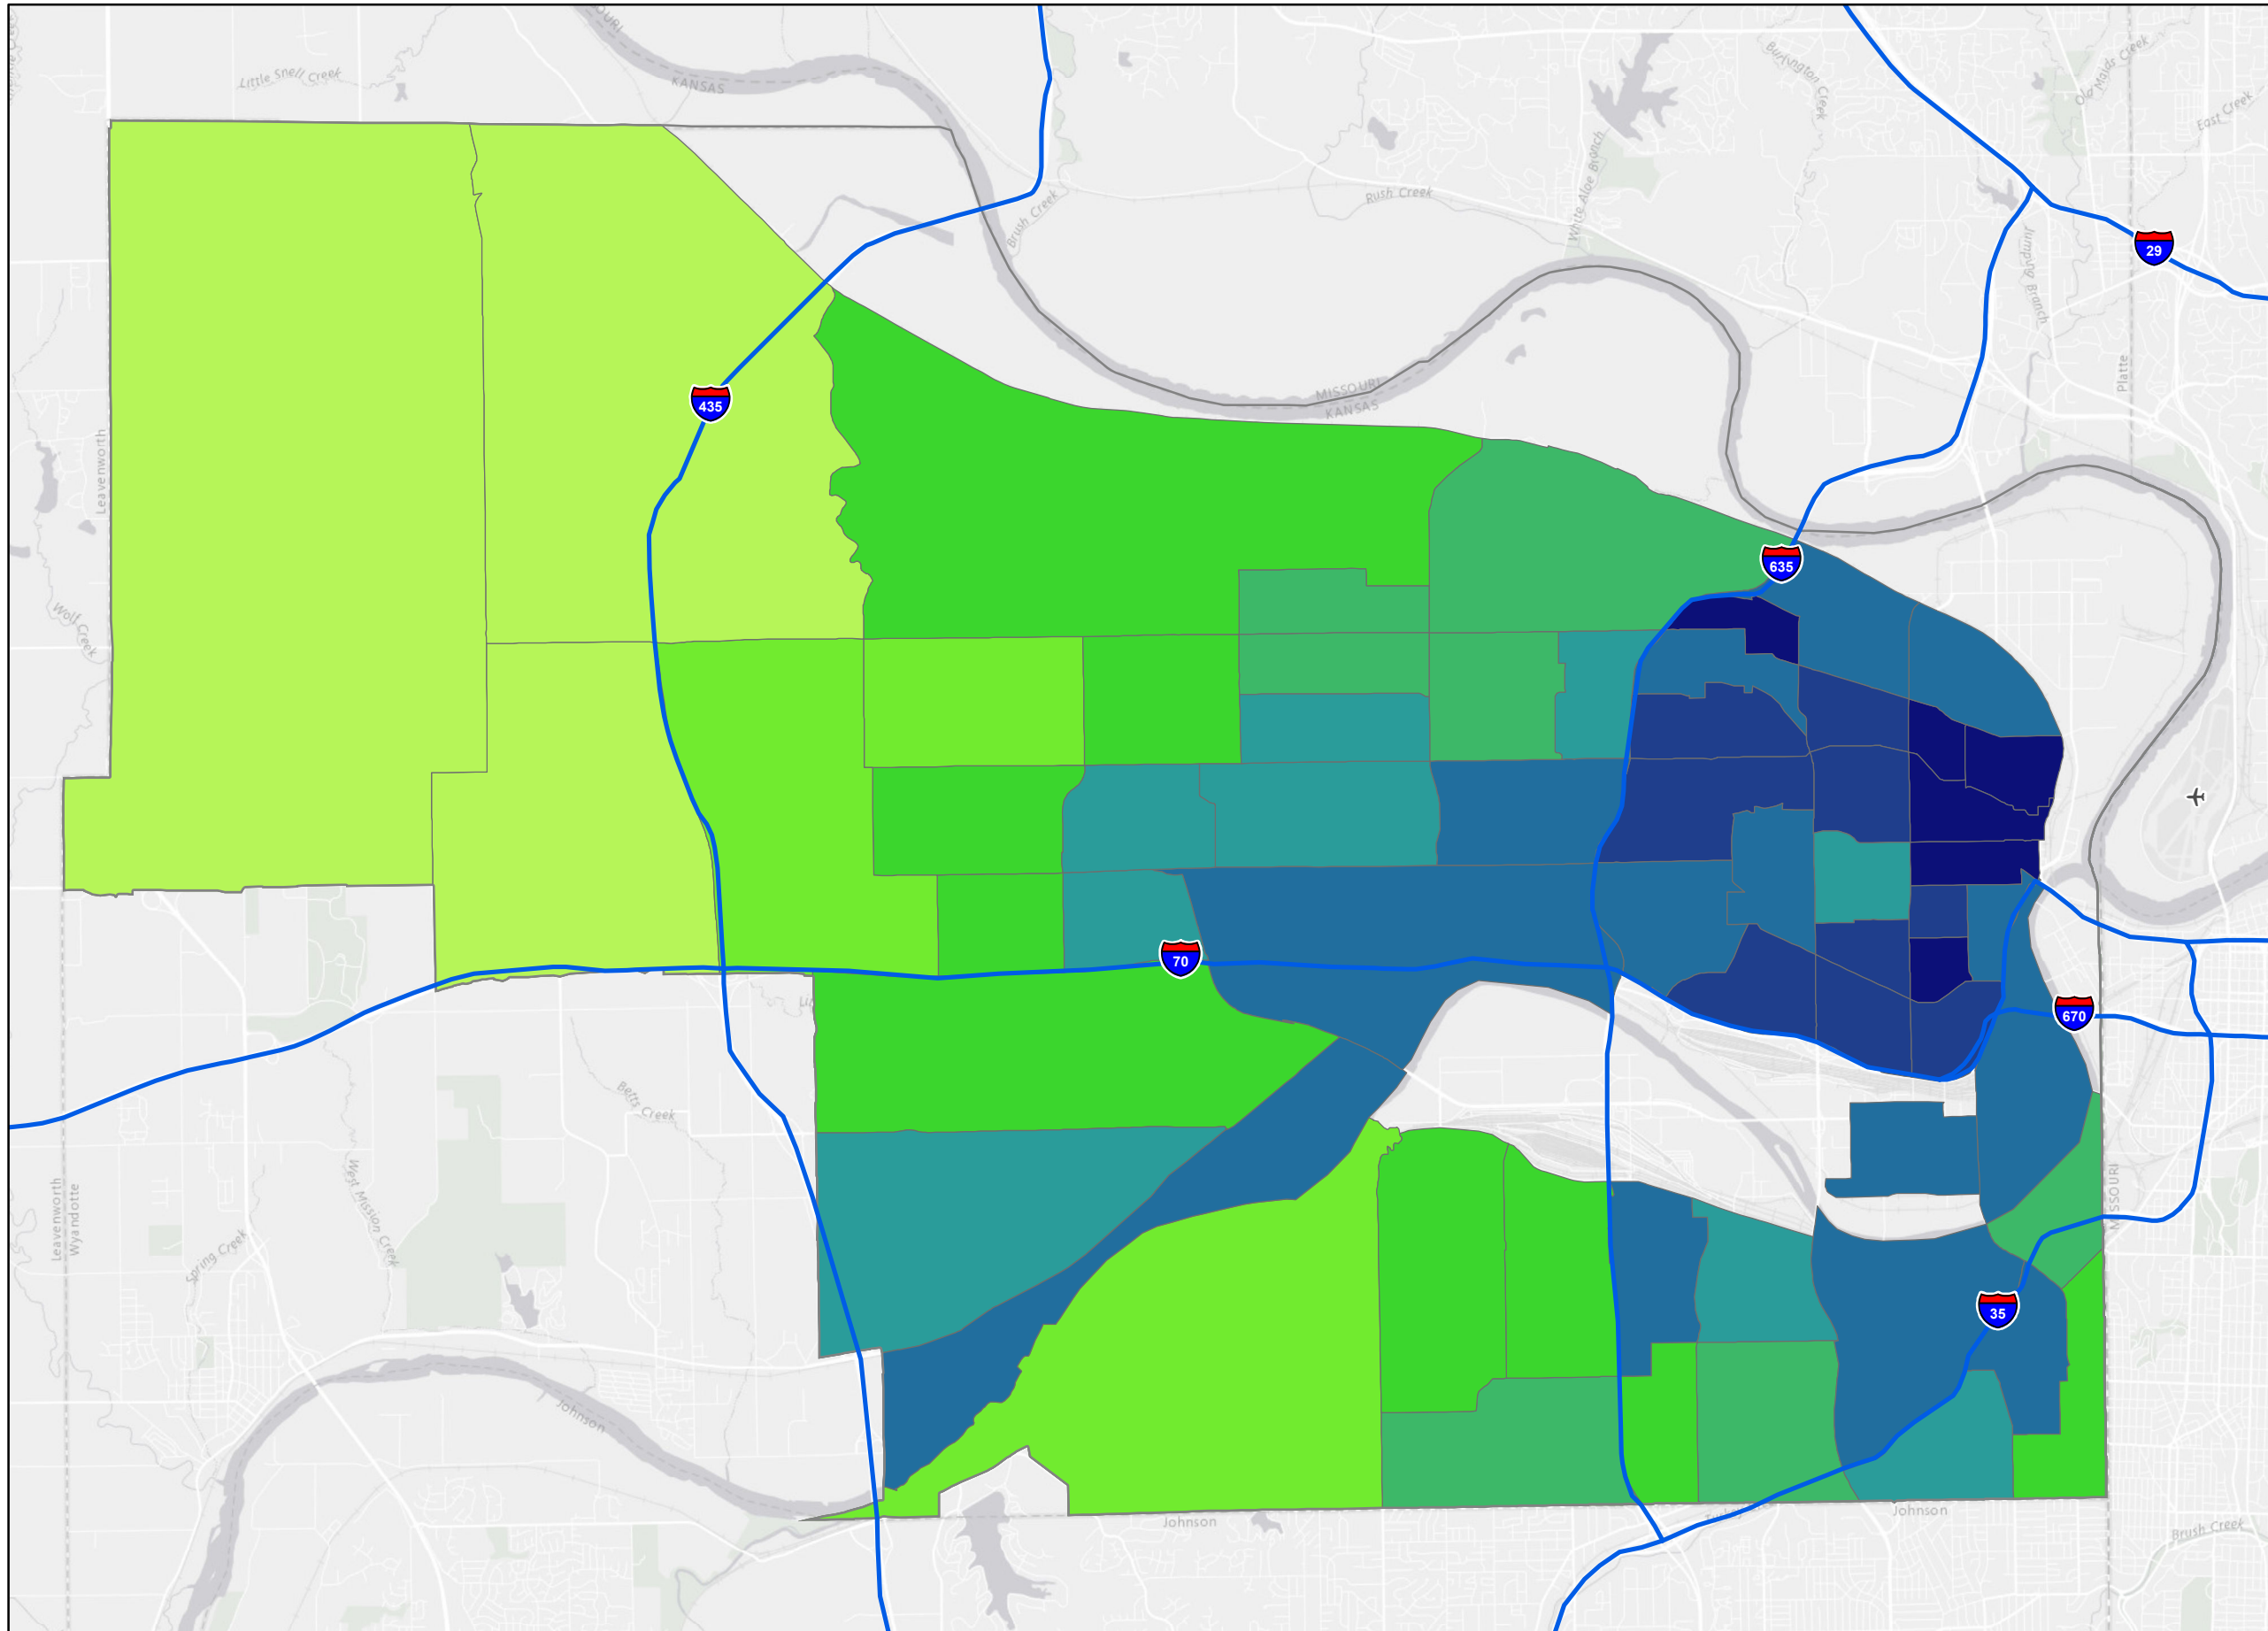 OURI
KANSAS
Little Snell Creek
Burlington Creek
Old Maids Creek
East Creek
Brush Creek
Rush Creek
White Aloe Branch
Jumping Branch
29
Platte
435
MISSOURI
KANSAS
Leavenworth
635
Wolf Creek
70
670
Betts Creek
West Mission Creek
Spring Creek
Leavenworth
Wyandotte
MISSOURI
35
Johnson
Johnson
Johnson
Brush Creek